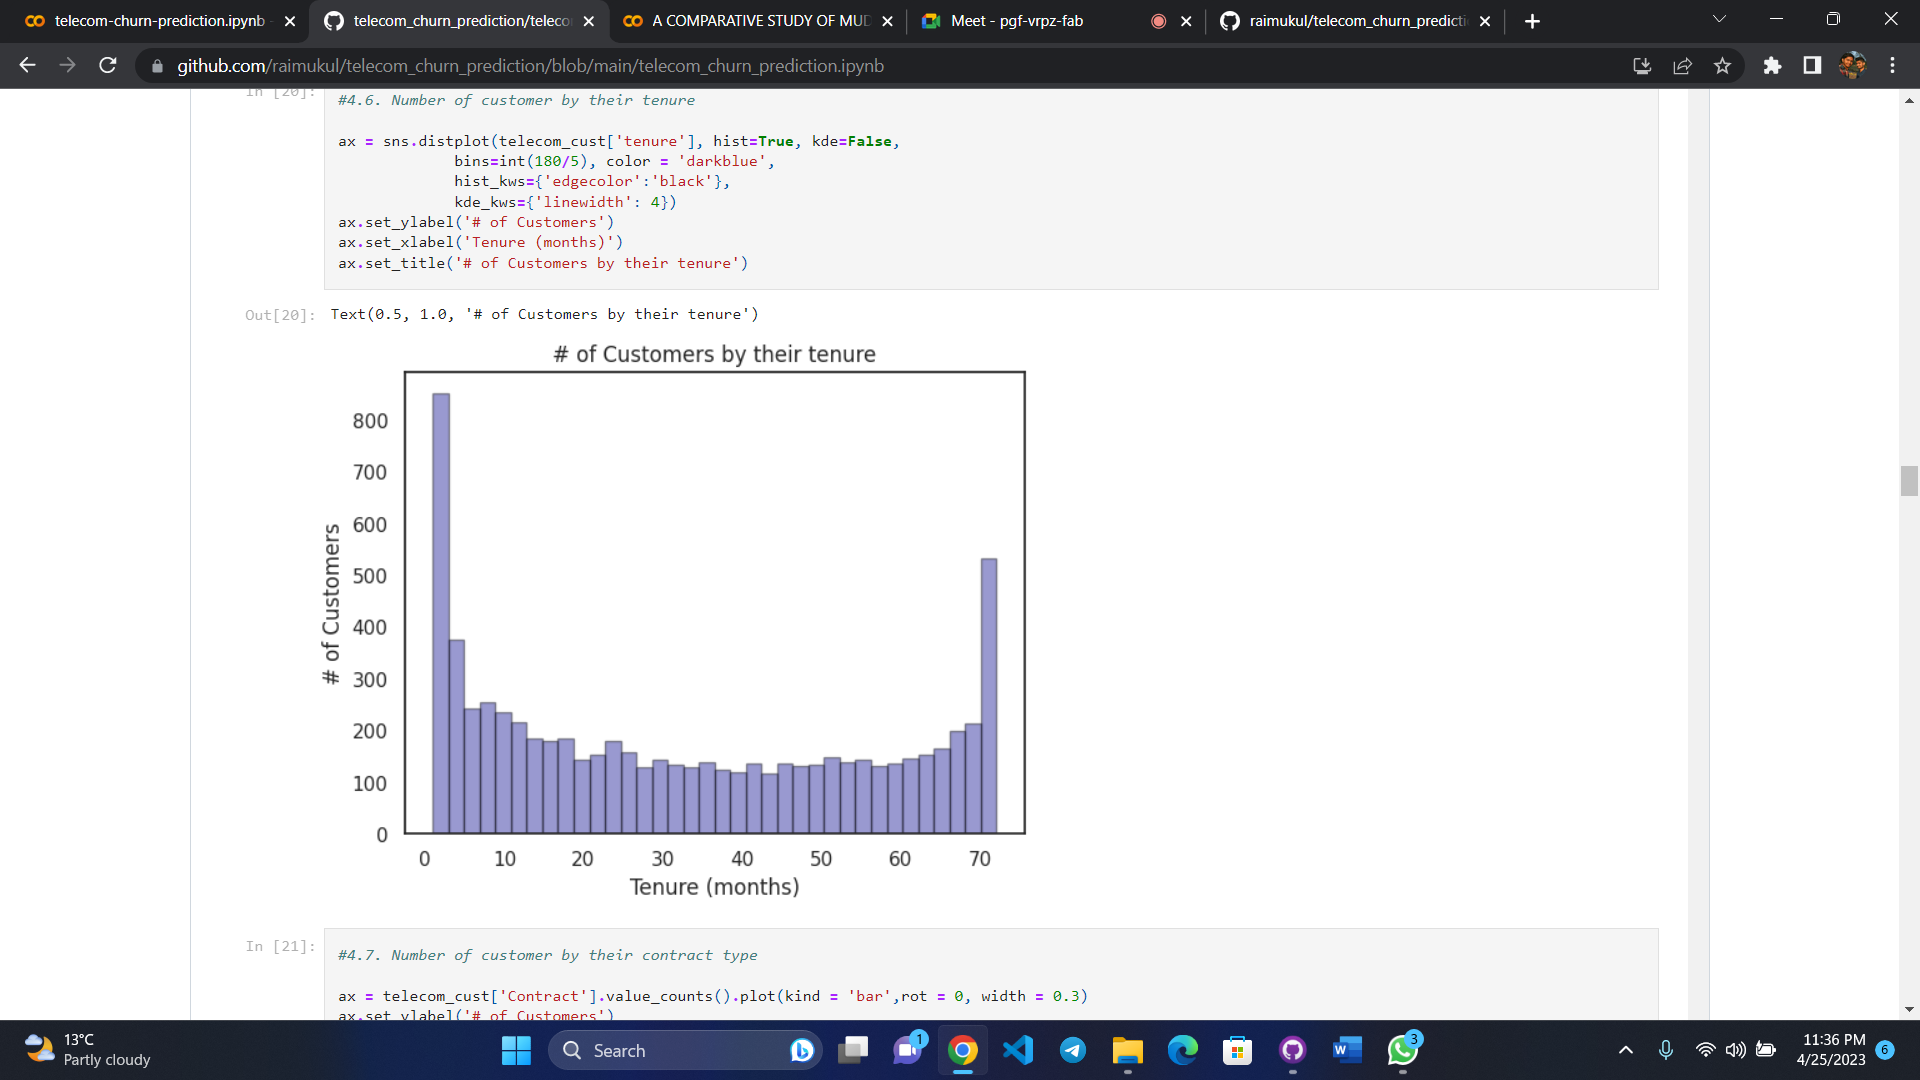 telecom-churn-prediction.ipynb
telecom_churn_prediction/teleco
A COMPARATIVE STUDY OF MUD
Meet - pgf-vrpz-fab
raimukul/telecom_churn_predicti
github.com/raimukul/telecom_churn_prediction/blob/main/telecom_churn_prediction.ipynb
In [20]:
#4.6. Number of customer by their tenure
ax = sns.distplot(telecom_cust['tenure'], hist=True, kde=False,
bins=int(180/5), color = 'darkblue',
hist_kws={'edgecolor':'black'},
kde_kws={'linewidth': 4})
ax.set_ylabel('# of Customers')
ax.set_xlabel('Tenure (months)')
ax.set_title('# of Customers by their tenure')
Out[20]: Text(0.5, 1.0, '# of Customers by their tenure')
# of Customers by their tenure
800
700
600
500
400
300
200
100
0
# of Customers
0 10 20 30 40 50 60 70
Tenure (months)
In [21]:
#4.7. Number of customer by their contract type
ax = telecom_cust['Contract'].value_counts().plot(kind = 'bar',rot = 0, width = 0.3)
ax.set_ylabel('# of Customers')
13°C
Partly cloudy
Search
1
3
11:36 PM
4/25/2023
6